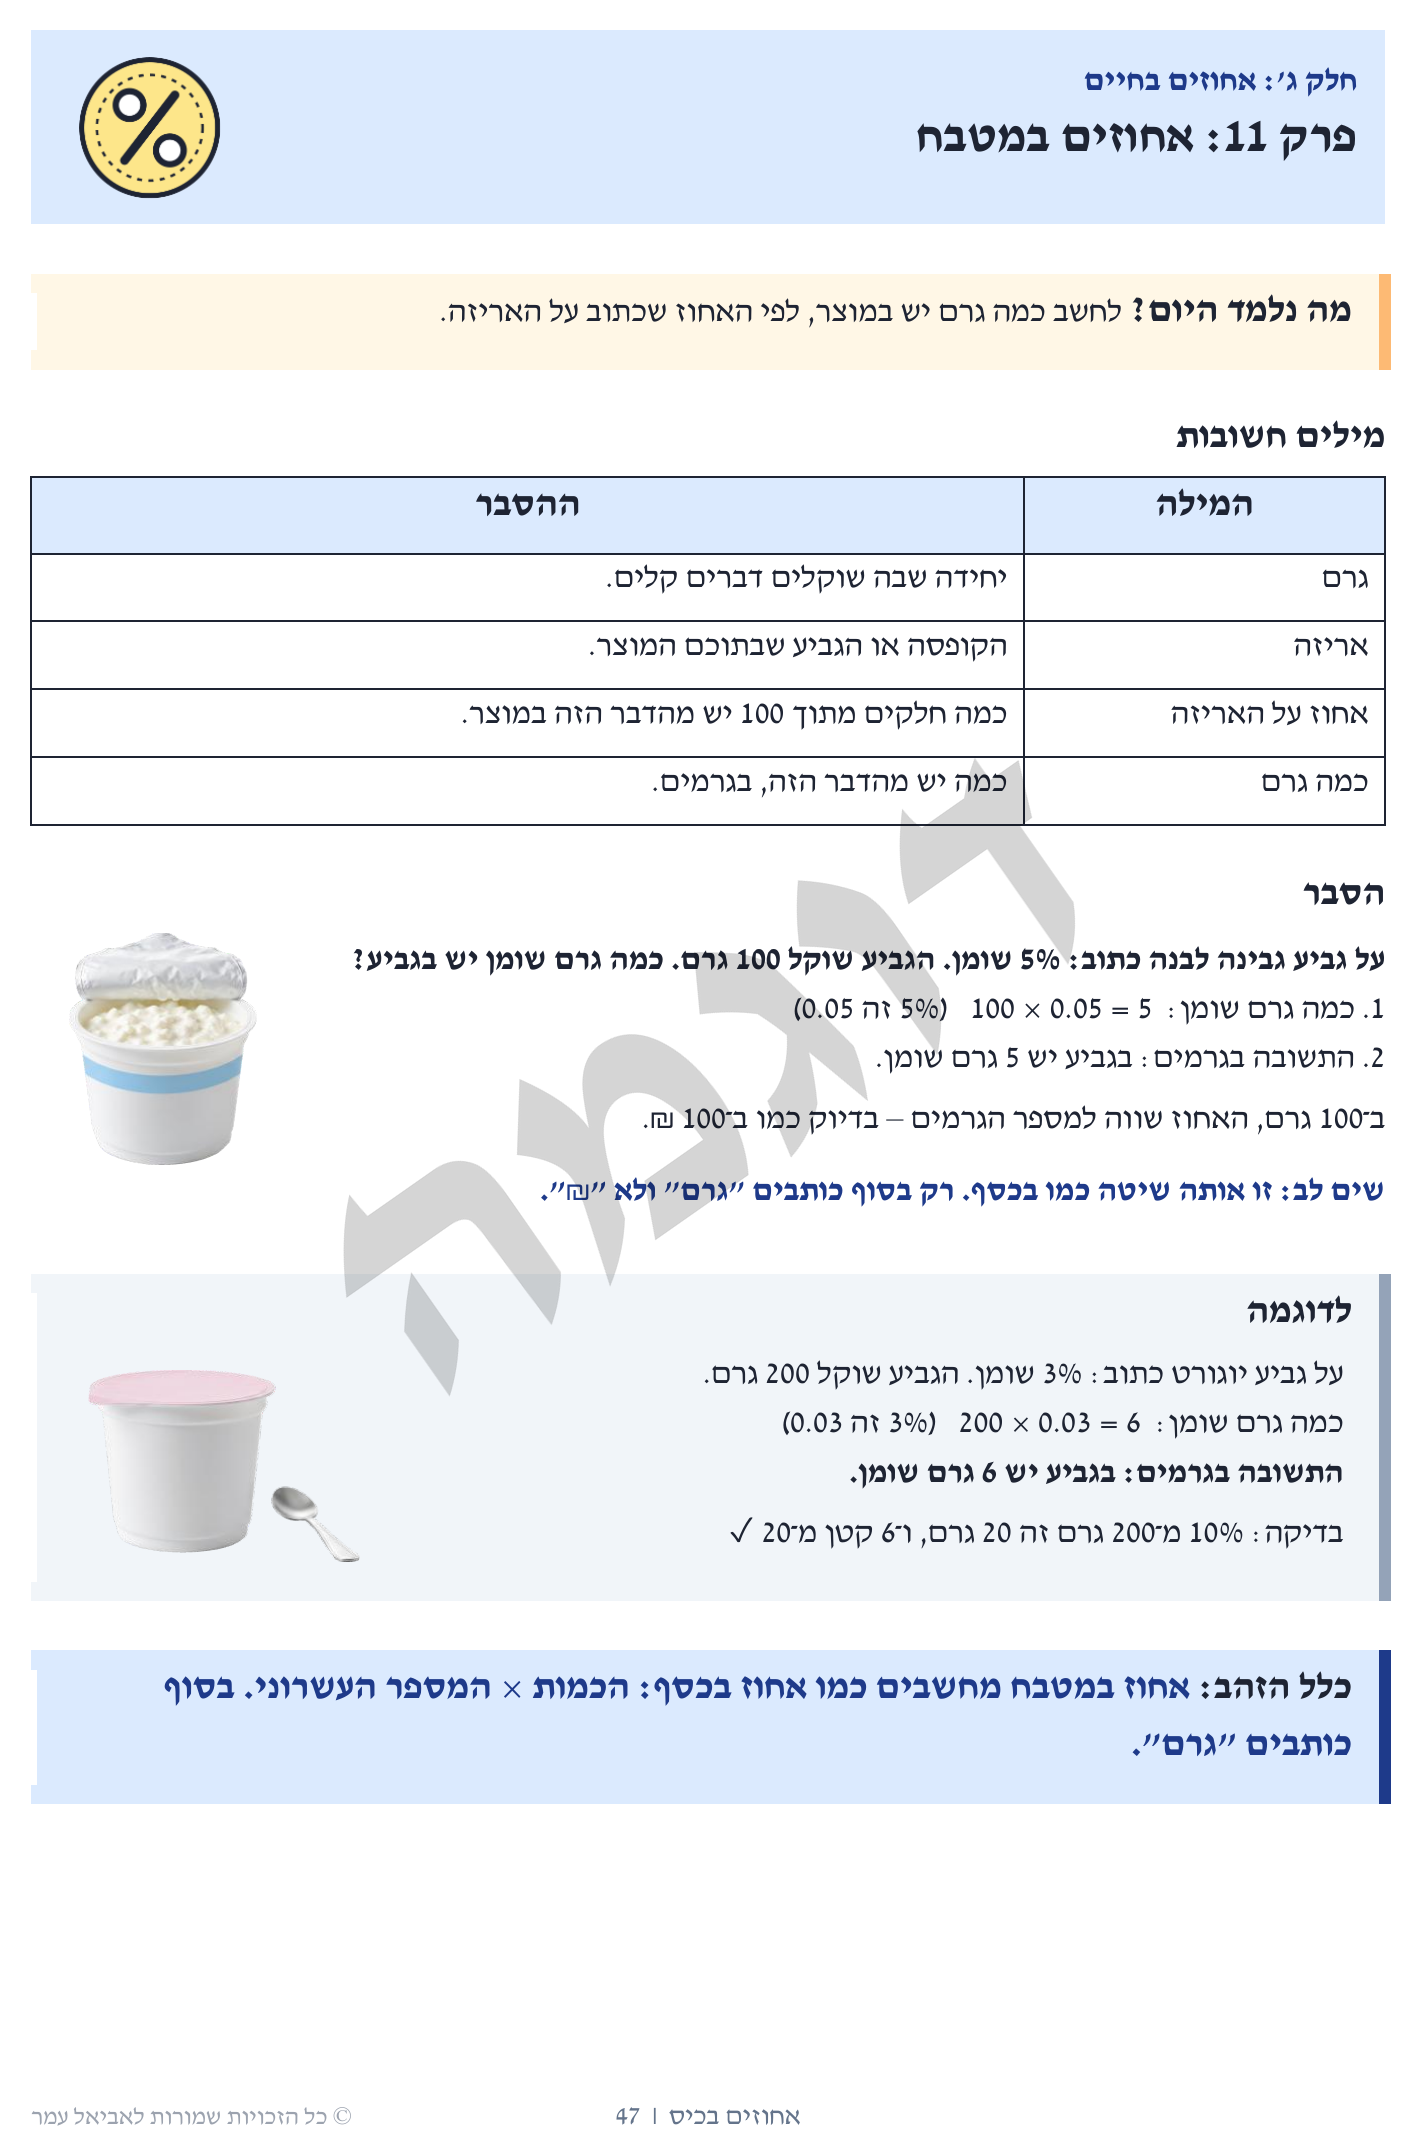 חלק ג': אחוזים בחיים
פרק 11: אחוזים במטבח
%
מה נלמד היום? לחשב כמה גרם יש במוצר, לפי האחוז שכתוב על האריזה.
מילים חשובות
המילה ההסבר
גרם יחידה שבה שוקלים דברים קלים.
אריזה הקופסה או הגביע שבתוכם המוצר.
אחוז על האריזה כמה חלקים מתוך 100 יש מהדבר הזה במוצר.
כמה גרם כמה יש מהדבר הזה, בגרמים.
הסבר
על גביע גבינה לבנה כתוב: 5% שומן. הגביע שוקל 100 גרם. כמה גרם שומן יש בגביע?
1. כמה גרם שומן: 100 × 0.05 = 5 (5% זה 0.05)
2. התשובה בגרמים: בגביע יש 5 גרם שומן.
ב־100 גרם, האחוז שווה למספר הגרמים – בדיוק כמו ב־100 ₪.
שים לב: זו אותה שיטה כמו בכסף. רק בסוף כותבים "גרם" ולא "₪".
דוגמה
לדוגמה
על גביע יוגורט כתוב: 3% שומן. הגביע שוקל 200 גרם.
כמה גרם שומן: 200 × 0.03 = 6 (3% זה 0.03)
התשובה בגרמים: בגביע יש 6 גרם שומן.
בדיקה: 10% מ־200 גרם זה 20 גרם, ו־6 קטן מ־20 ✓
כלל הזהב: אחוז במטבח מחשבים כמו אחוז בכסף: הכמות × המספר העשרוני. בסוף
כותבים "גרם".
אחוזים בכיס | 47
© כל הזכויות שמורות לאביאל עמר